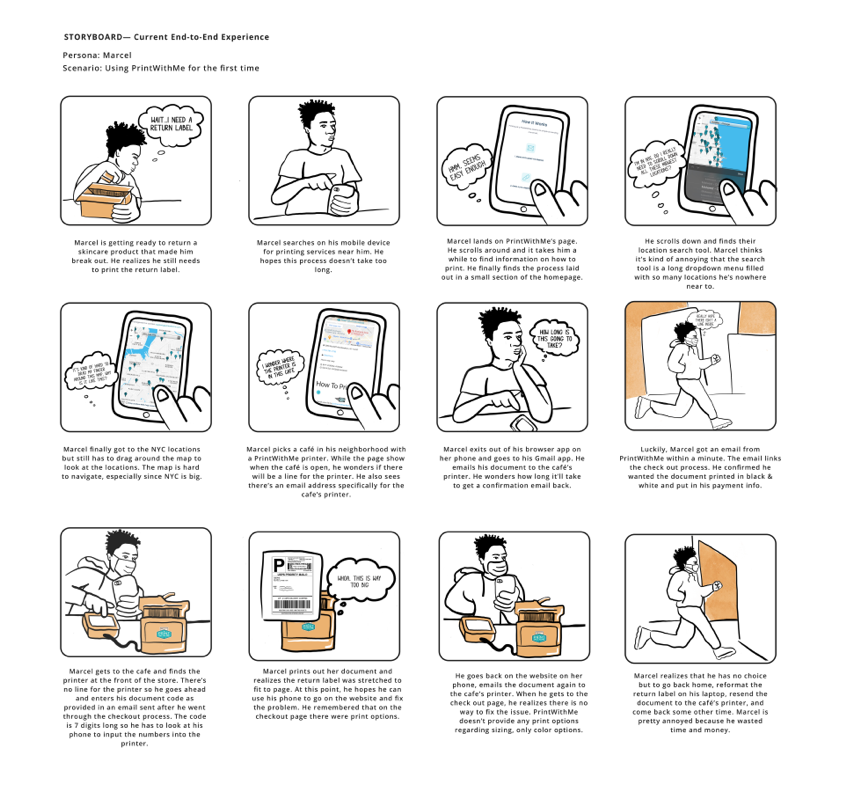 STORYBOARD— Current End-to-End Experience
Persona: Marcel
Scenario: Using PrintWithMe for the first time
WAIT..I NEED A
RETURN LABEL
HMM, SEEMS
EASY ENOUGH
How it Works
Marcel is getting ready to return a
skincare product that made him
break out. He realizes he still needs
to print the return label.
Marcel searches on his mobile device
for printing services near him. He
hopes this process doesn't take too
long.
Marcel lands on PrintWithMe's page.
He scrolls around and it takes him a
while to find information on how to
print. He finally finds the process laid
out in a small section of the homepage.
He scrolls down and finds their
location search tool. Marcel thinks
it's kind of annoying that the search
tool is a long dropdown menu filled
with so many locations he's nowhere
near to.
I WONDER WHERE
THE PRINTER IS
IN THIS CAFE
How To Pri
HOW LONG IS
THIS GOING TO
TAKE?
Marcel finally got to the NYC locations
but still has to drag around the map to
look at the locations. The map is hard
to navigate, especially since NYC is big.
Marcel picks a café in his neighborhood with
a PrintWithMe printer. While the page show
when the café is open, he wonders if there
will be a line for the printer. He also sees
there's an email address specifically for the
cafe's printer.
Marcel exits out of his browser app on
her phone and goes to his Gmail app. He
emails his document to the café's
printer. He wonders how long it'll take
to get a confirmation email back.
Luckily, Marcel got an email from
PrintWithMe within a minute. The email links
the check out process. He confirmed he
wanted the document printed in black &
white and put in his payment info.
P
WHOA, THIS IS WAY
TOO BIG
Marcel gets to the cafe and finds the
printer at the front of the store. There's
no line for the printer so he goes ahead
and enters his document code as
provided in an email sent after he went
through the checkout process. The code
is 7 digits long so he has to look at his
phone to input the numbers into the
printer.
Marcel prints out her document and
realizes the return label was stretched to
fit to page. At this point, he hopes he can
use his phone to go on the website and fix
the problem. He remembered that on the
checkout page there were print options.
He goes back on the website on her
phone, emails the document again to
the cafe's printer. When he gets to the
check out page, he realizes there is no
way to fix the issue. PrintWithMe
doesn't provide any print options
regarding sizing, only color options.
Marcel realizes that he has no choice
but to go back home, reformat the
return label on his laptop, resend the
document to the café's printer, and
come back some other time. Marcel is
pretty annoyed because he wasted
time and money.